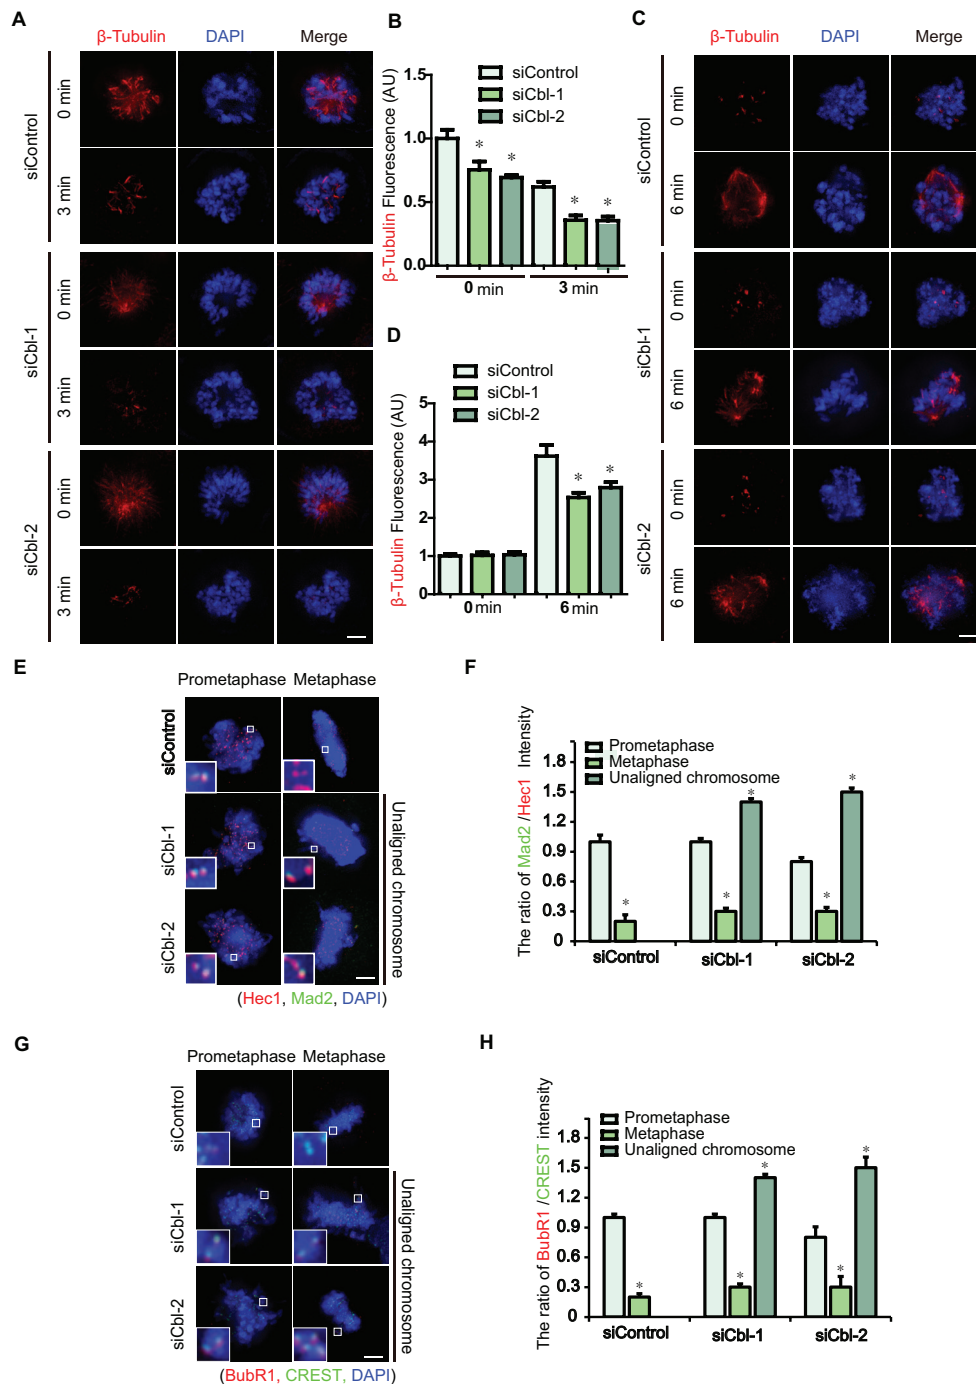 A
β-Tubulin DAPI Merge
siControl
0 min
3 min
siCbl-1
0 min
3 min
siCbl-2
0 min
3 min
B
β-Tubulin Fluorescence (AU)
1.5
1.0
0.5
0.0
siControl
siCbl-1
siCbl-2
* * * *
0 min 3 min
C
β-Tubulin DAPI Merge
siControl
0 min
6 min
siCbl-1
0 min
6 min
siCbl-2
0 min
6 min
D
β-Tubulin Fluorescence (AU)
siControl
siCbl-1
siCbl-2
5
4
3
2
1
0
* *
0 min 6 min
E
Prometaphase Metaphase
siControl
siCbl-1
siCbl-2
Unaligned chromosome
(Hec1, Mad2, DAPI)
F
The ratio of Mad2 /Hec1 Intensity
Prometaphase
Metaphase
Unaligned chromosome
1.8
1.5
1.2
0.9
0.6
0.3
0
* * * * *
siControl siCbl-1 siCbl-2
G
Prometaphase Metaphase
siControl
siCbl-1
siCbl-2
Unaligned chromosome
(BubR1, CREST, DAPI)
H
The ratio of BubR1 /CREST intensity
Prometaphase
Metaphase
Unaligned chromosome
1.8
1.5
1.2
0.9
0.6
0.3
0
* * * * *
siControl siCbl-1 siCbl-2